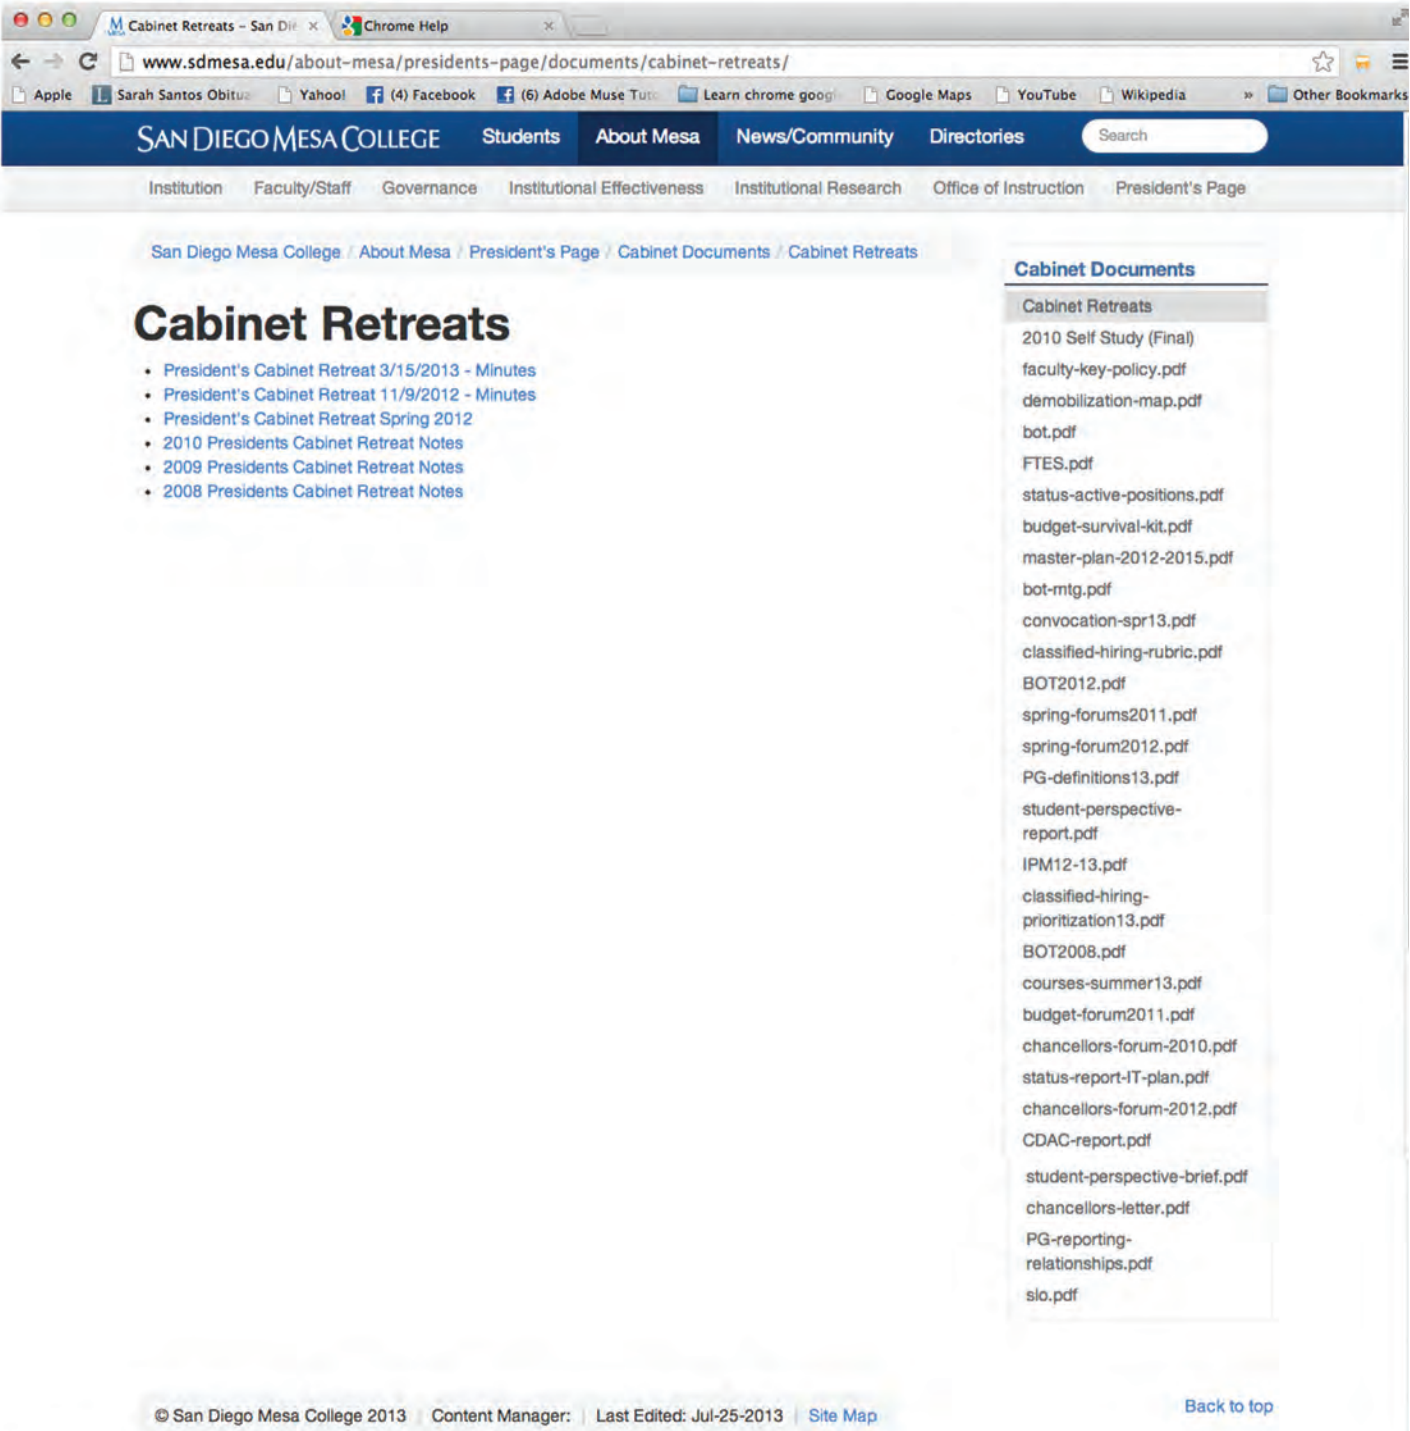 Cabinet Retreats – San Die
Chrome Help
www.sdmesa.edu/about-mesa/presidents-page/documents/cabinet-retreats/
Apple Sarah Santos Obitua Yahoo! (4) Facebook (6) Adobe Muse Tuto Learn chrome goog Google Maps YouTube Wikipedia » Other Bookmarks
SAN DIEGO MESA COLLEGE Students About Mesa News/Community Directories Search
Institution Faculty/Staff Governance Institutional Effectiveness Institutional Research Office of Instruction President's Page
San Diego Mesa College / About Mesa / President's Page / Cabinet Documents / Cabinet Retreats
Cabinet Retreats
• President's Cabinet Retreat 3/15/2013 - Minutes
• President's Cabinet Retreat 11/9/2012 - Minutes
• President's Cabinet Retreat Spring 2012
• 2010 Presidents Cabinet Retreat Notes
• 2009 Presidents Cabinet Retreat Notes
• 2008 Presidents Cabinet Retreat Notes
Cabinet Documents
Cabinet Retreats
2010 Self Study (Final)
faculty-key-policy.pdf
demobilization-map.pdf
bot.pdf
FTES.pdf
status-active-positions.pdf
budget-survival-kit.pdf
master-plan-2012-2015.pdf
bot-mtg.pdf
convocation-spr13.pdf
classified-hiring-rubric.pdf
BOT2012.pdf
spring-forums2011.pdf
spring-forum2012.pdf
PG-definitions13.pdf
student-perspective-
report.pdf
IPM12-13.pdf
classified-hiring-
prioritization13.pdf
BOT2008.pdf
courses-summer13.pdf
budget-forum2011.pdf
chancellors-forum-2010.pdf
status-report-IT-plan.pdf
chancellors-forum-2012.pdf
CDAC-report.pdf
student-perspective-brief.pdf
chancellors-letter.pdf
PG-reporting-
relationships.pdf
slo.pdf
Back to top
© San Diego Mesa College 2013 | Content Manager: | Last Edited: Jul-25-2013 | Site Map